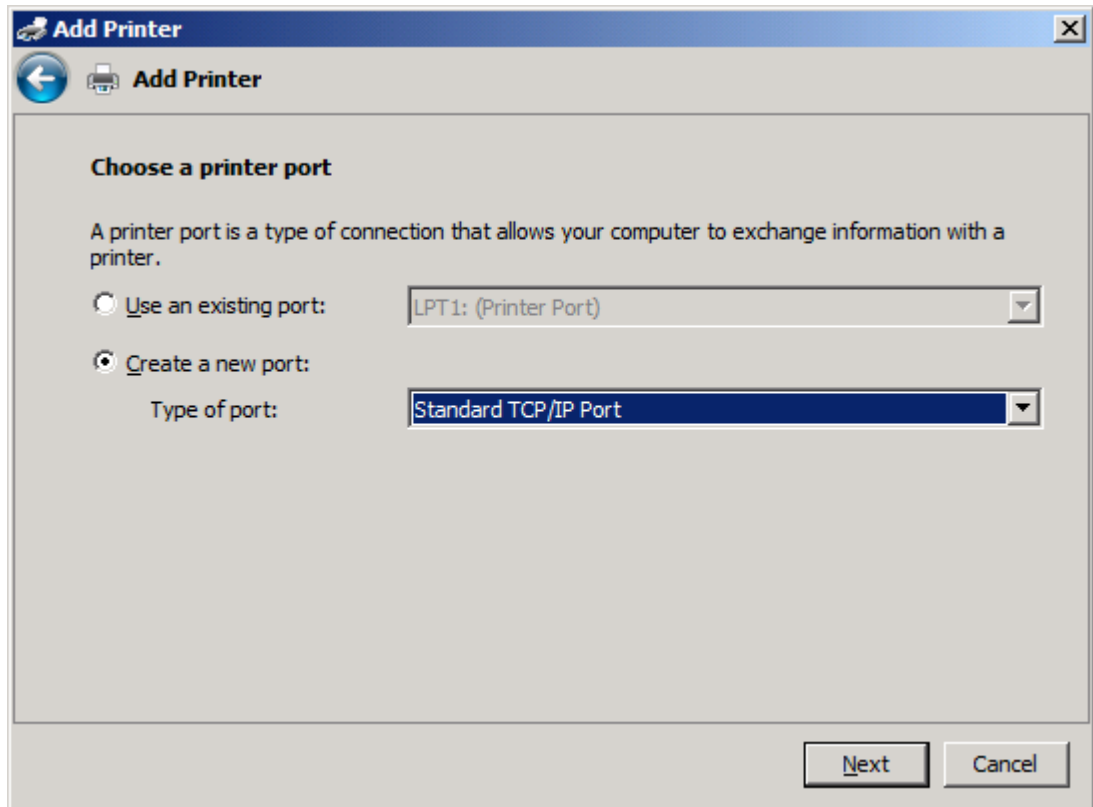 Add Printer
Add Printer
Choose a printer port
A printer port is a type of connection that allows your computer to exchange information with a
printer.
Use an existing port: LPT1: (Printer Port)
Create a new port:
Type of port: Standard TCP/IP Port
Next Cancel